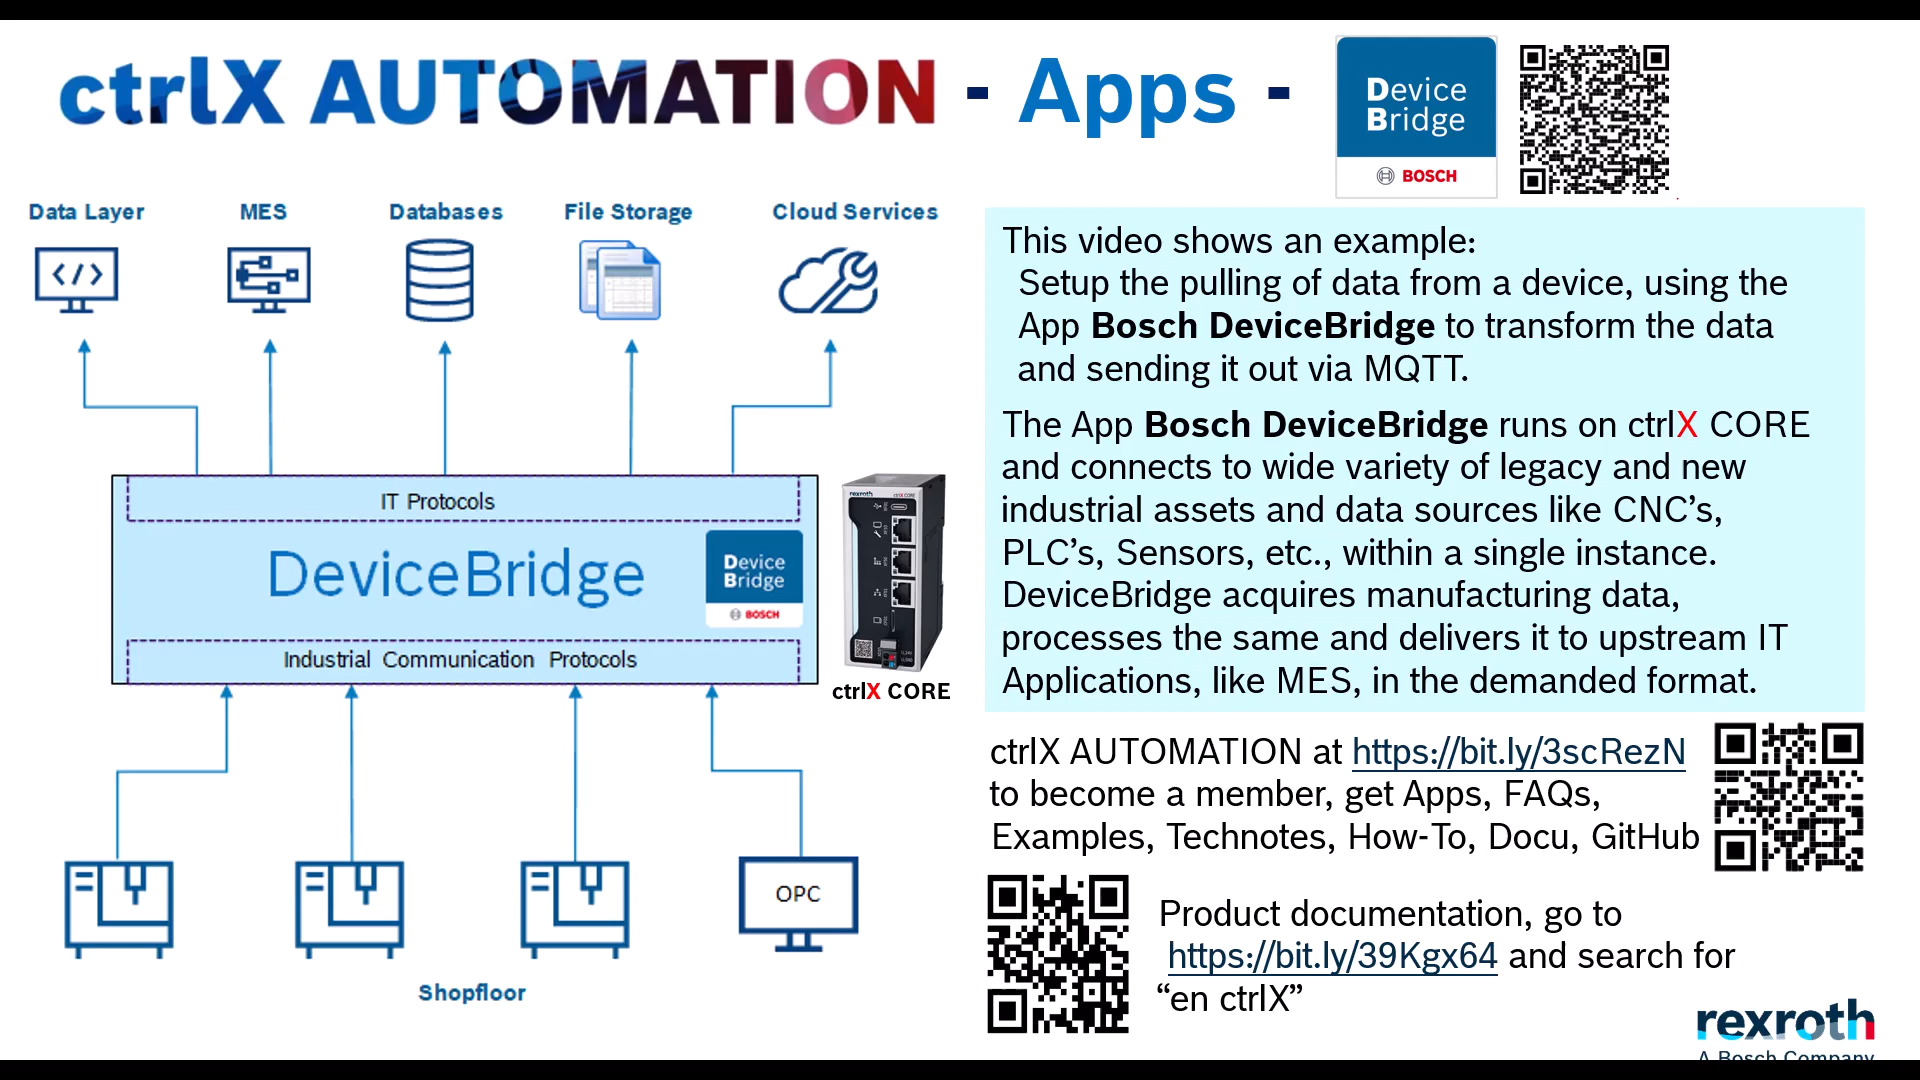 ctrlX AUTOMATION - Apps -
Device
Bridge
BOSCH
Data Layer
MES
Databases
File Storage
Cloud Services
IT Protocols
DeviceBridge
Device
Bridge
BOSCH
Industrial Communication Protocols
rexroth
ctrlX CORE
ctrlX CORE
OPC
Shopfloor
This video shows an example:
Setup the pulling of data from a device, using the
App Bosch DeviceBridge to transform the data
and sending it out via MQTT.
The App Bosch DeviceBridge runs on ctrlX CORE
and connects to wide variety of legacy and new
industrial assets and data sources like CNC’s,
PLC’s, Sensors, etc., within a single instance.
DeviceBridge acquires manufacturing data,
processes the same and delivers it to upstream IT
Applications, like MES, in the demanded format.
ctrlX AUTOMATION at https://bit.ly/3scRezN
to become a member, get Apps, FAQs,
Examples, Technotes, How-To, Docu, GitHub
Product documentation, go to
https://bit.ly/39Kgx64 and search for
“en ctrlX”
rexroth
A Bosch Company